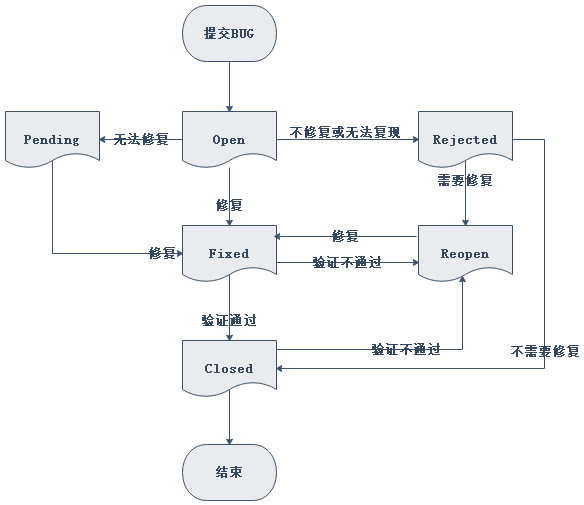 提交BUG
Pending
无法修复
Open
不修复或无法复现
Rejected
需要修复
修复
修复
Fixed
修复
验证不通过
Reopen
验证通过
Closed
验证不通过
不需要修复
结束